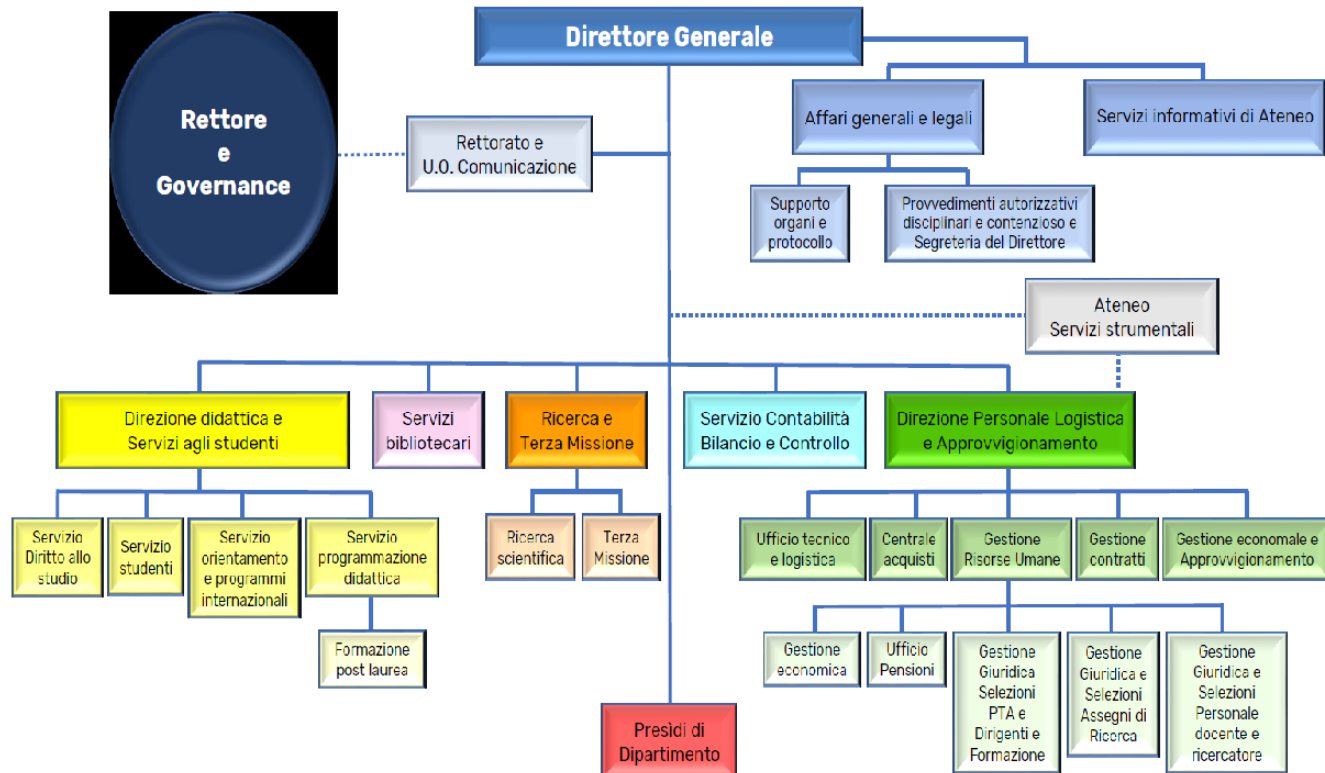 Direttore Generale
Rettore
e
Governance
Rettorato e
U.O. Comunicazione
Affari generali e legali
Servizi informativi di Ateneo
Supporto
organi e
protocollo
Provvedimenti autorizzativi
disciplinari e contenzioso e
Segreteria del Direttore
Ateneo
Servizi strumentali
Direzione didattica e
Servizi agli studenti
Servizi
bibliotecari
Ricerca e
Terza Missione
Servizio Contabilità
Bilancio e Controllo
Direzione Personale Logistica
e Approvvigionamento
Servizio
Diritto allo
studio
Servizio
studenti
Servizio
orientamento
e programmi
internazionali
Servizio
programmazione
didattica
Ricerca
scientifica
Terza
Missione
Ufficio tecnico
e logistica
Centrale
acquisti
Gestione
Risorse Umane
Gestione
contratti
Gestione economale e
Approvvigionamento
Formazione
post laurea
Gestione
economica
Ufficio
Pensioni
Gestione
Giuridica
Selezioni
PTA e
Dirigenti e
Formazione
Gestione
Giuridica e
Selezioni
Assegni di
Ricerca
Gestione
Giuridica e
Selezioni
Personale
docente e
ricercatore
Presìdi di
Dipartimento